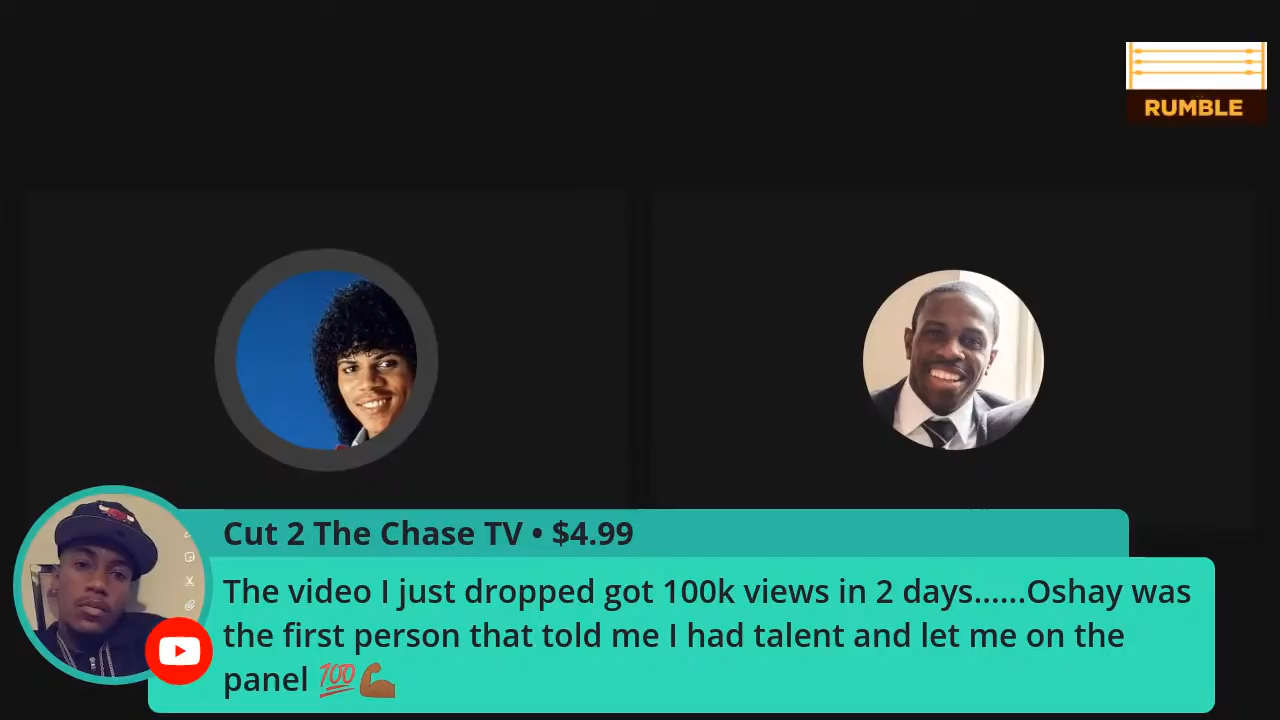 RUMBLE
Cut 2 The Chase TV • $4.99
The video I just dropped got 100k views in 2 days......Oshay was
the first person that told me I had talent and let me on the
panel 💯💪🏾